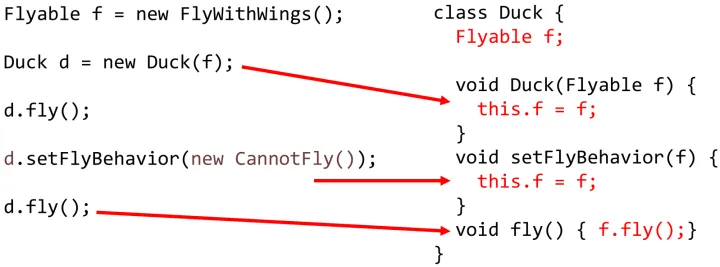 Flyable f = new FlyWithWings();
Duck d = new Duck(f);
d.fly();
d.setFlyBehavior(new CannotFly());
d.fly();
class Duck {
Flyable f;
void Duck(Flyable f) {
this.f = f;
}
void setFlyBehavior(f) {
this.f = f;
}
void fly() { f.fly();}
}